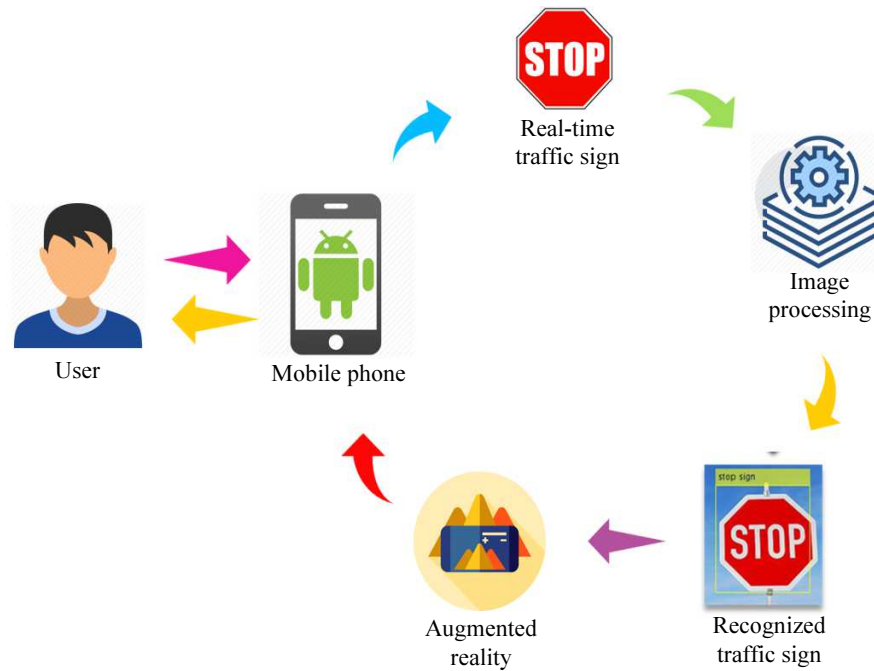 STOP
Real-time
traffic sign
Image
processing
User
Mobile phone
stop sign
STOP
Augmented
reality
Recognized
traffic sign